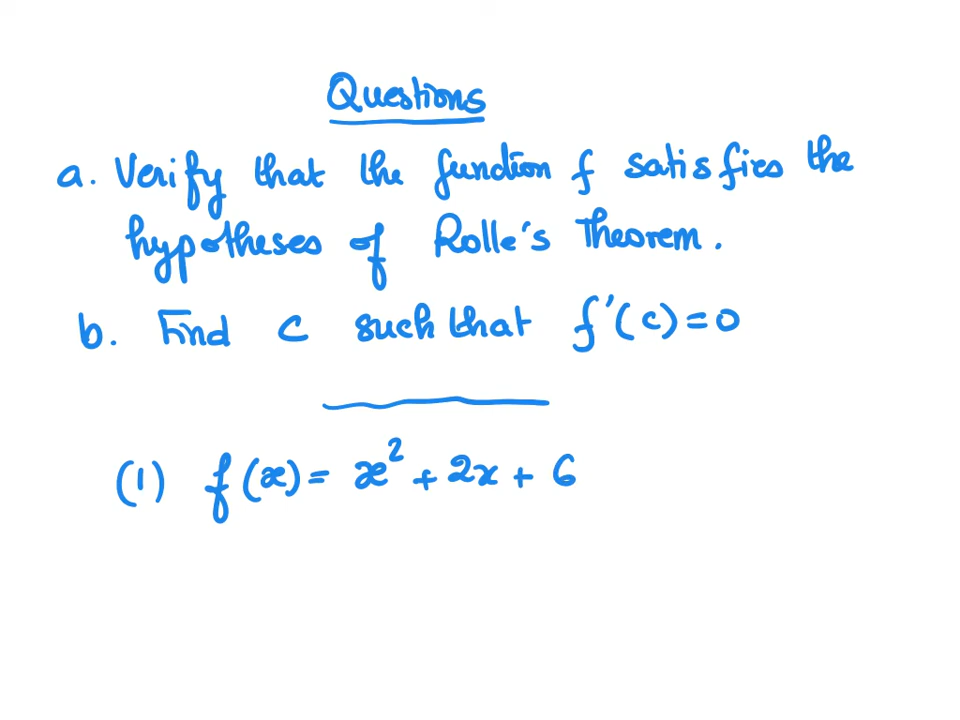 Questions
a. Verify that the function f satisfies the
hypotheses of Rolle's Theorem.
b. Find c such that f'(c)=0
(1) f(x) = x² + 2x + 6